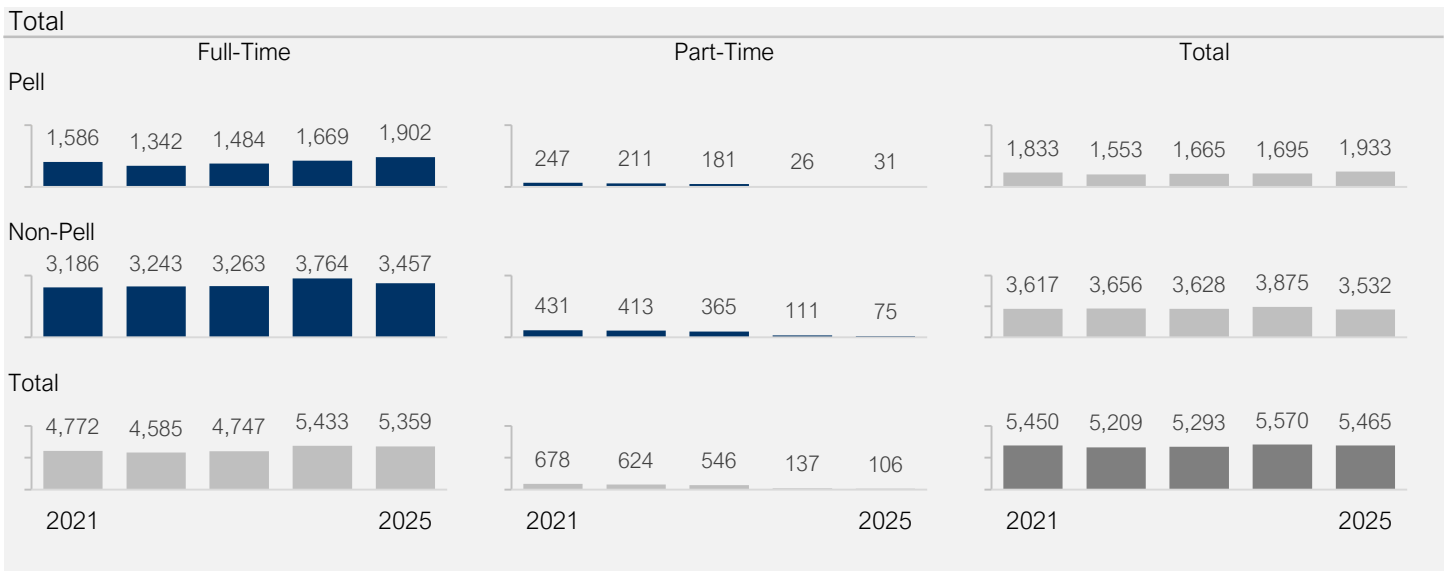 Total
Full-Time Part-Time Total
Pell
1,586 1,342 1,484 1,669 1,902 247 211 181 26 31 1,833 1,553 1,665 1,695 1,933
Non-Pell
3,186 3,243 3,263 3,764 3,457 431 413 365 111 75 3,617 3,656 3,628 3,875 3,532
Total
4,772 4,585 4,747 5,433 5,359 678 624 546 137 106 5,450 5,209 5,293 5,570 5,465
2021 2025 2021 2025 2021 2025